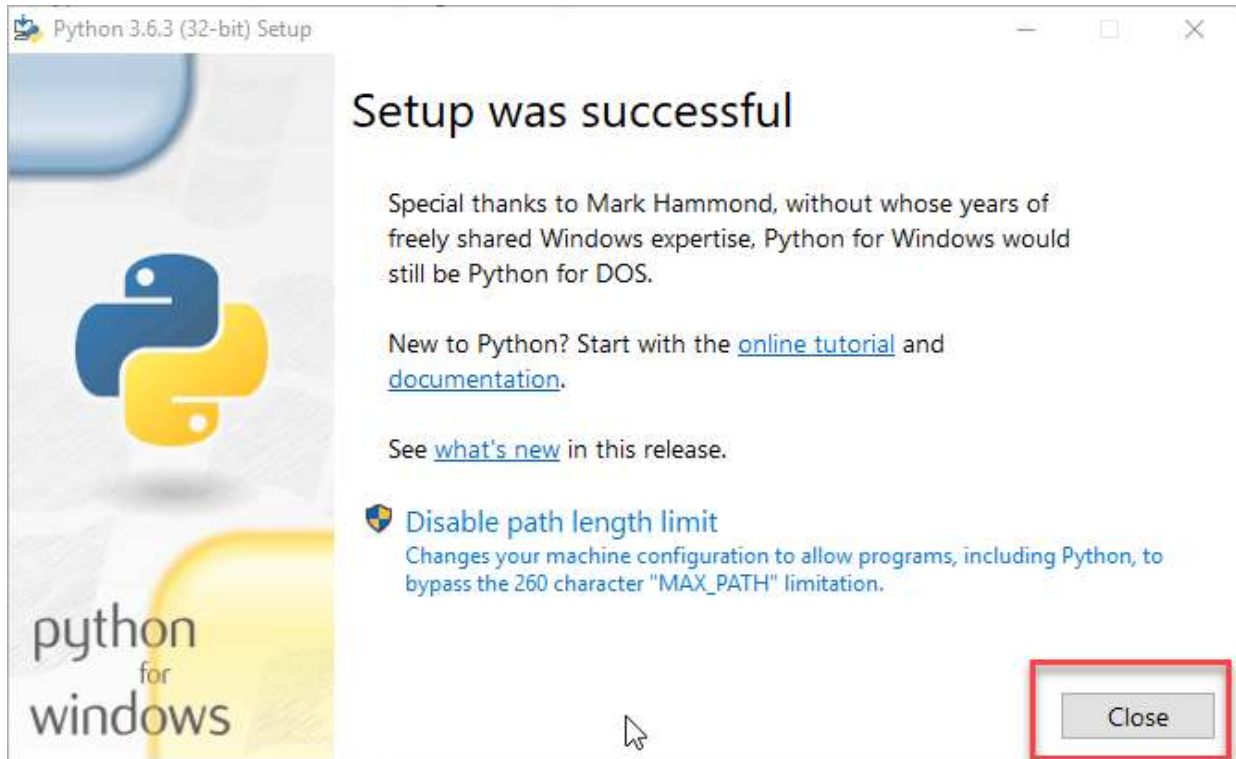 Python 3.6.3 (32-bit) Setup
Setup was successful
Special thanks to Mark Hammond, without whose years of
freely shared Windows expertise, Python for Windows would
still be Python for DOS.
New to Python? Start with the online tutorial and
documentation.
See what's new in this release.
Disable path length limit
Changes your machine configuration to allow programs, including Python, to
bypass the 260 character "MAX_PATH" limitation.
python
for
windows
Close